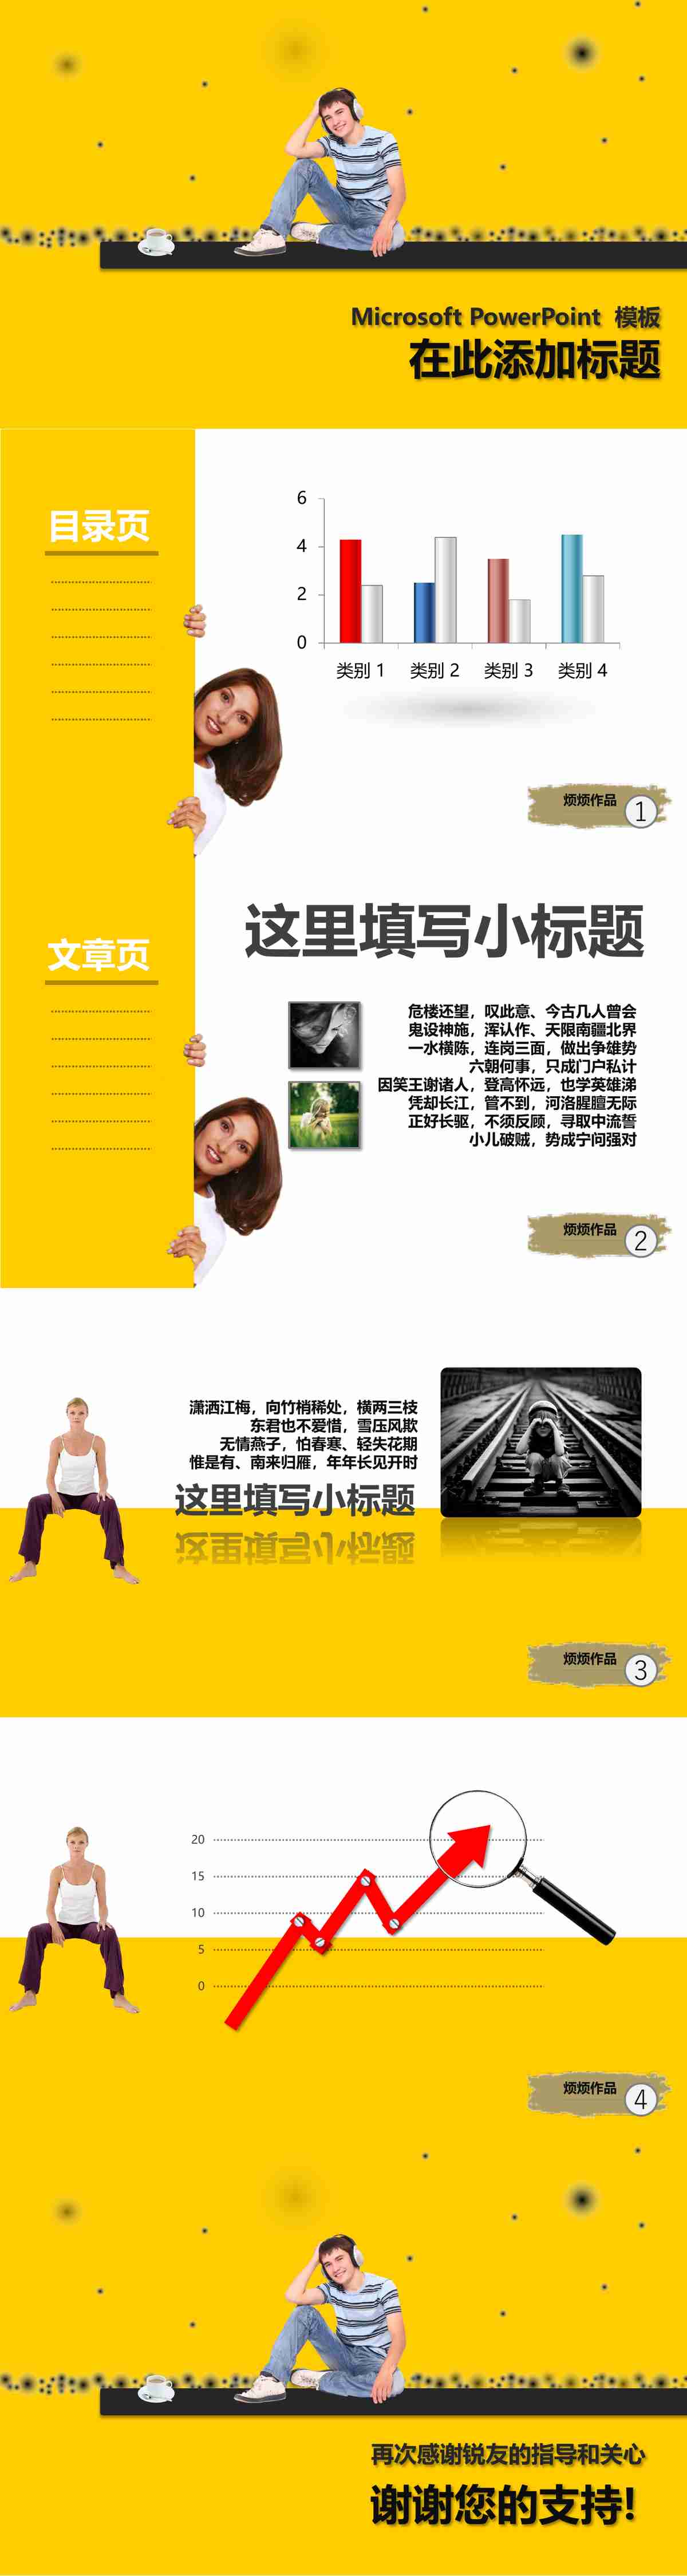 Microsoft PowerPoint 模板
在此添加标题
目录页
6
4
2
0
类别 1 类别 2 类别 3 类别 4
烦烦作品
1
文章页
这里填写小标题
危楼还望，叹此意、今古几人曾会
鬼设神施，浑认作、天限南疆北界
一水横陈，连岗三面，做出争雄势
六朝何事，只成门户私计
因笑王谢诸人，登高怀远，也学英雄涕
凭却长江，管不到，河洛腥膻无际
正好长驱，不须反顾，寻取中流誓
小儿破贼，势成宁问强对
烦烦作品
2
潇洒江梅，向竹梢稀处，横两三枝
东君也不爱惜，雪压风欺
无情燕子，怕春寒、轻失花期
惟是有、南来归雁，年年长见开时
这里填写小标题
烦烦作品
3
20
15
10
5
0
烦烦作品
4
再次感谢锐友的指导和关心
谢谢您的支持!